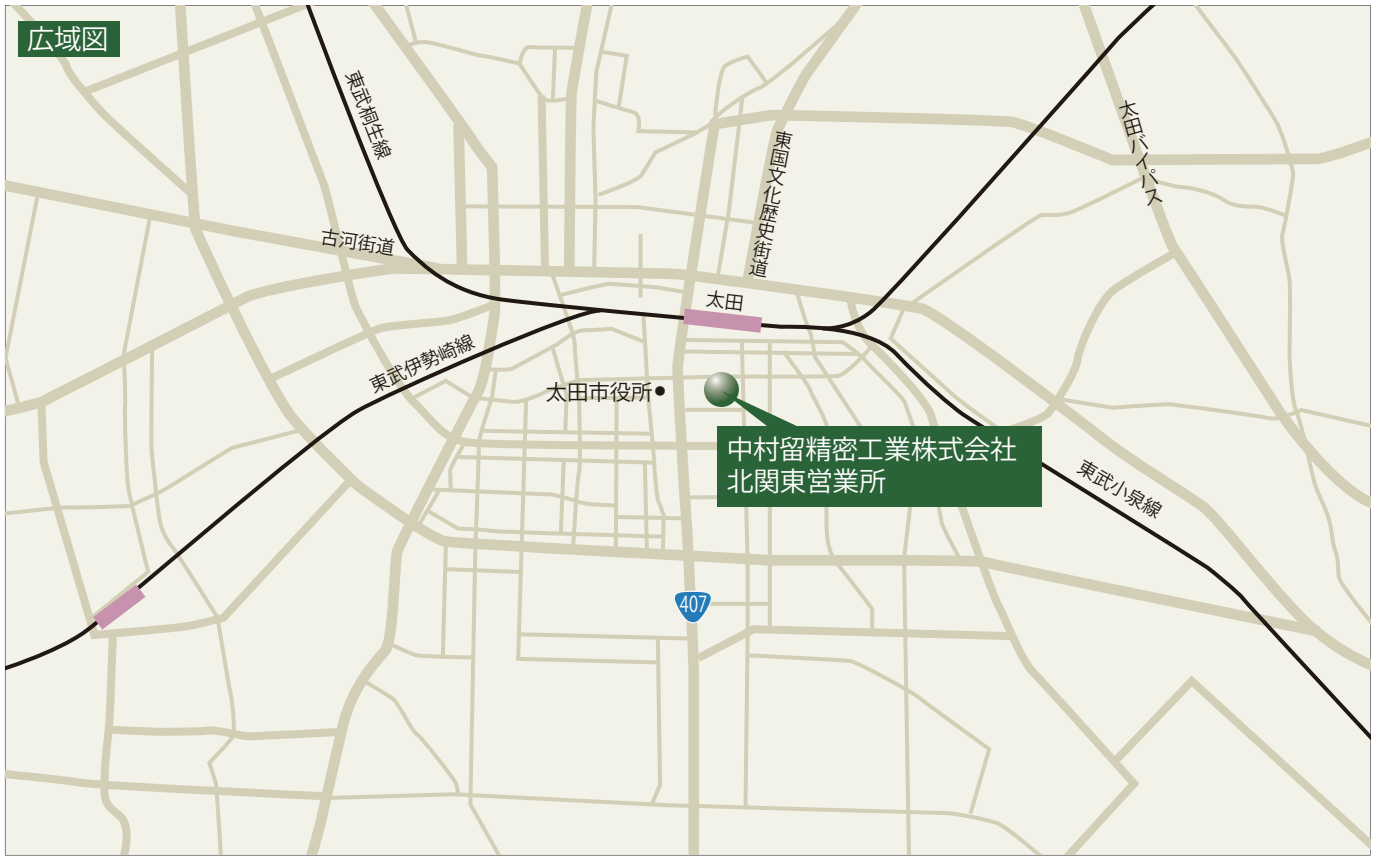 広域図
東武桐生線
太田バイパス
東国文化歴史街道
古河街道
太田
東武伊勢崎線
太田市役所
中村留精密工業株式会社
北関東営業所
東武小泉線
407